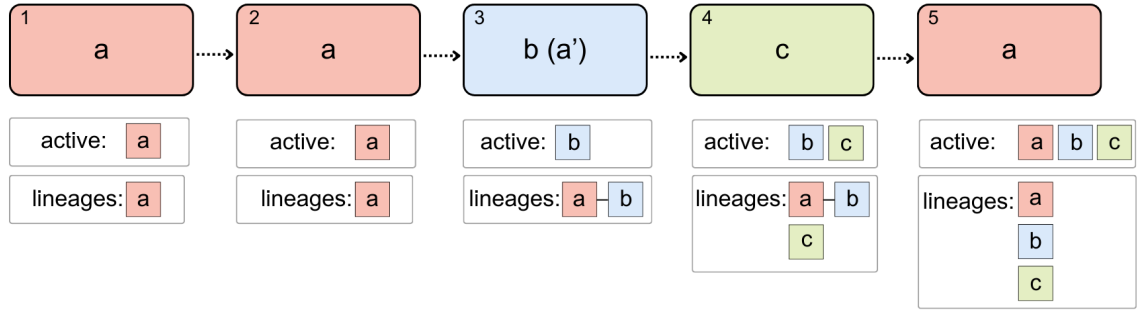 1
a
2
a
3
b (a’)
4
c
5
a
active: a
active: a
active: b
active: b c
active: a b c
lineages: a
lineages: a
lineages: a b
lineages: a b
c
lineages: a
b
c